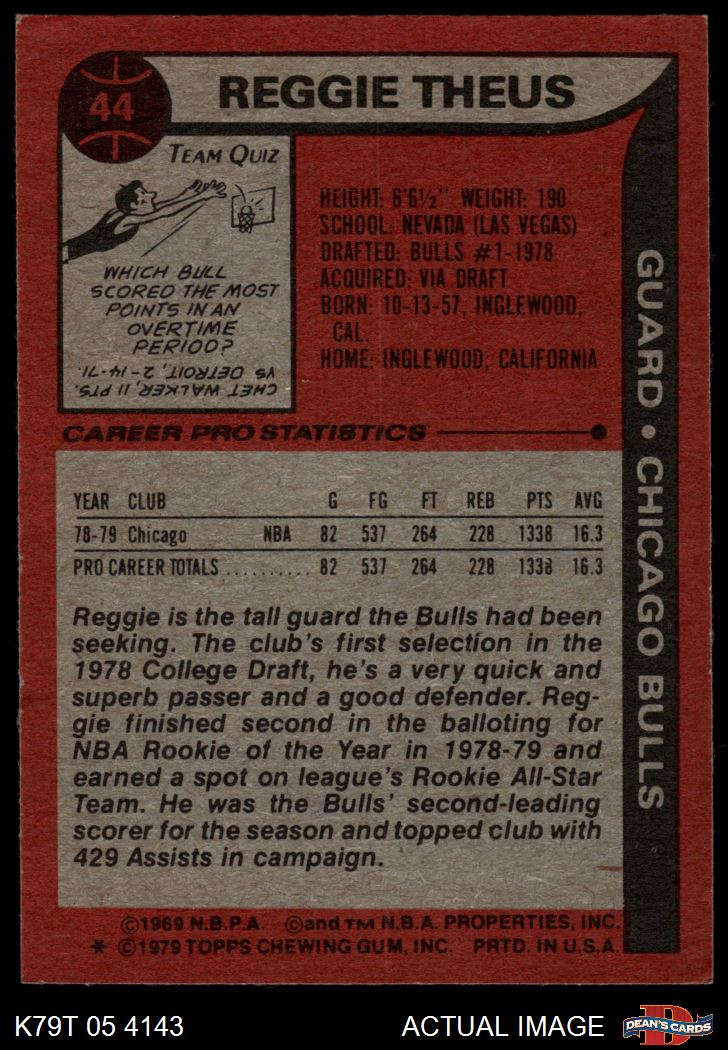 44
REGGIE THEUS
TEAM QUIZ
WHICH BULL
SCORED THE MOST
POINTS IN AN
OVERTIME
PERIOD?
CHET WALKER, 11 PTS.
VS DETROIT, 2-14-71.
HEIGHT: 6'6½" WEIGHT: 190
SCHOOL: NEVADA (LAS VEGAS)
DRAFTED: BULLS #1-1978
ACQUIRED: VIA DRAFT
BORN: 10-13-57, INGLEWOOD,
CAL.
HOME: INGLEWOOD, CALIFORNIA
GUARD • CHICAGO BULLS
CAREER PRO STATISTICS
YEAR CLUB G FG FT REB PTS AVG
78-79 Chicago NBA 82 537 264 228 1338 16.3
PRO CAREER TOTALS .......... 82 537 264 228 1338 16.3
Reggie is the tall guard the Bulls had been
seeking. The club's first selection in the
1978 College Draft, he's a very quick and
superb passer and a good defender. Reg-
gie finished second in the balloting for
NBA Rookie of the Year in 1978-79 and
earned a spot on league's Rookie All-Star
Team. He was the Bulls' second-leading
scorer for the season and topped club with
429 Assists in campaign.
©1969 N.B.P.A. ©and TM N.B.A. PROPERTIES, INC.
* ©1979 TOPPS CHEWING GUM, INC. PRTD. IN U.S.A.
K79T 05 4143 ACTUAL IMAGE
D
DEAN'S CARDS